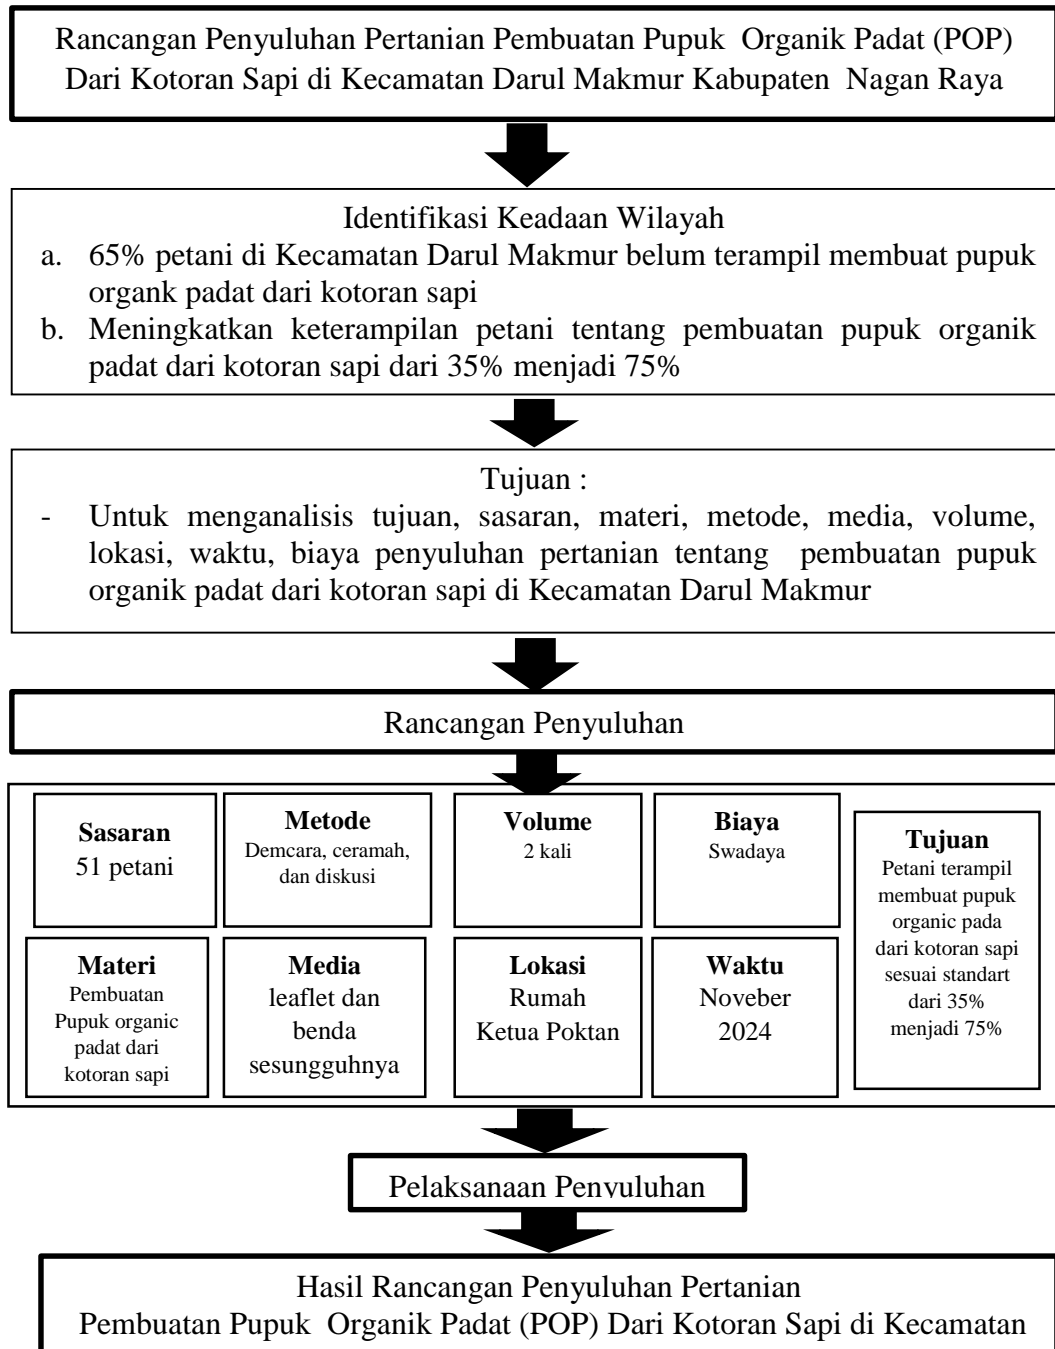 Rancangan Penyuluhan Pertanian Pembuatan Pupuk Organik Padat (POP)
Dari Kotoran Sapi di Kecamatan Darul Makmur Kabupaten Nagan Raya
Identifikasi Keadaan Wilayah
a. 65% petani di Kecamatan Darul Makmur belum terampil membuat pupuk
organk padat dari kotoran sapi
b. Meningkatkan keterampilan petani tentang pembuatan pupuk organik
padat dari kotoran sapi dari 35% menjadi 75%
Tujuan :
- Untuk menganalisis tujuan, sasaran, materi, metode, media, volume,
lokasi, waktu, biaya penyuluhan pertanian tentang pembuatan pupuk
organik padat dari kotoran sapi di Kecamatan Darul Makmur
Rancangan Penyuluhan
Sasaran
51 petani
Metode
Demcara, ceramah,
dan diskusi
Volume
2 kali
Biaya
Swadaya
Tujuan
Petani terampil
membuat pupuk
organic pada
dari kotoran sapi
sesuai standart
dari 35%
menjadi 75%
Materi
Pembuatan
Pupuk organic
padat dari
kotoran sapi
Media
leaflet dan
benda
sesungguhnya
Lokasi
Rumah
Ketua Poktan
Waktu
Noveber
2024
Pelaksanaan Penyuluhan
Hasil Rancangan Penyuluhan Pertanian
Pembuatan Pupuk Organik Padat (POP) Dari Kotoran Sapi di Kecamatan